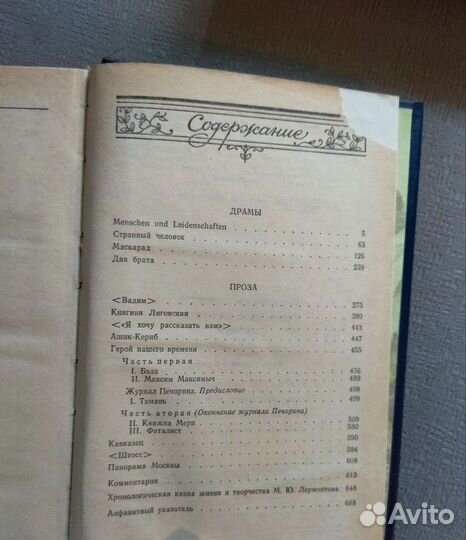 Содержание
ДРАМЫ
Menschen und Leidenschaften . . . 5
Странный человек . . . 63
Маскарад . . . 126
Два брата . . . 239
ПРОЗА
<Вадим> . . . 275
Княгиня Лиговская . . . 380
<«Я хочу рассказать вам»> . . . 443
Ашик-Кериб . . . 447
Герой нашего времени . . . 455
Часть первая
I. Бэла . . . 456
II. Максим Максимыч . . . 489
Журнал Печорина. Предисловие . . . 498
I. Тамань . . . 499
Часть вторая (Окончание журнала Печорина)
II. Княжна Мери . . . 509
III. Фаталист . . . 580
Кавказец . . . 590
<Штосс> . . . 594
Панорама Москвы . . . 608
Комментарии . . . 613
Хронологическая канва жизни и творчества М. Ю. Лермонтова 648
Алфавитный указатель . . . 658
Avito